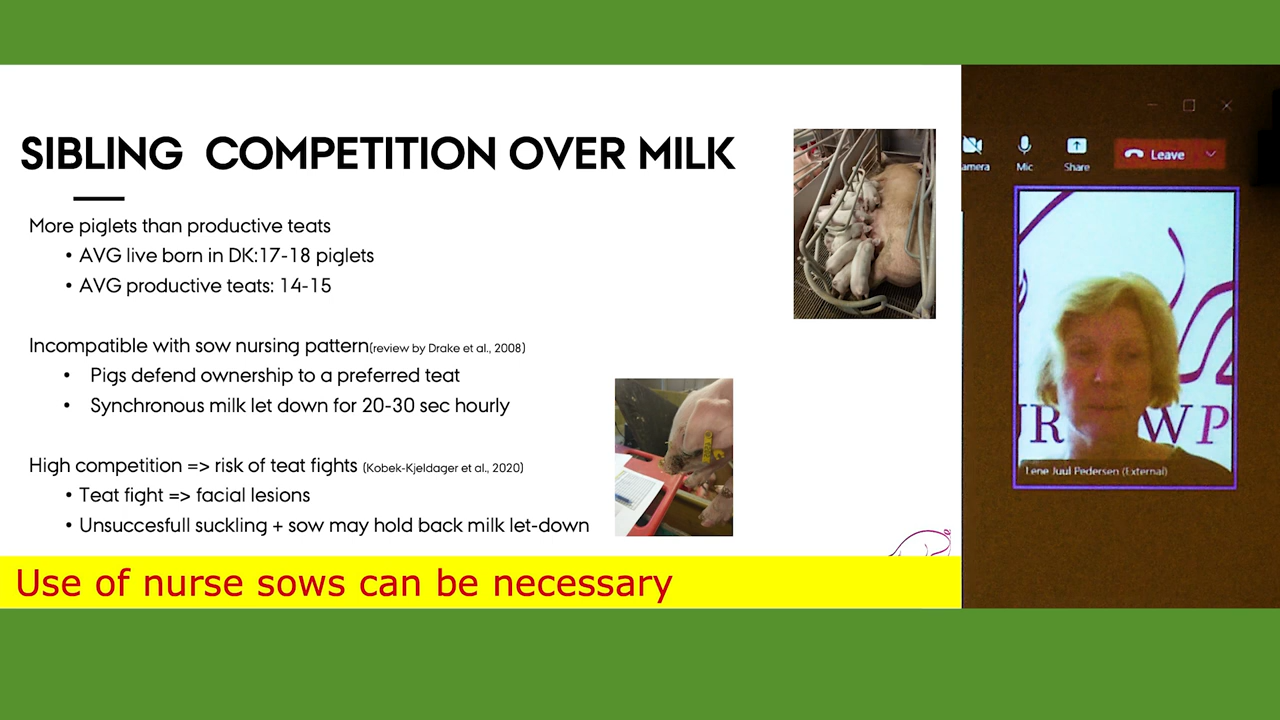 SIBLING COMPETITION OVER MILK
More piglets than productive teats
• AVG live born in DK:17-18 piglets
• AVG productive teats: 14-15
Incompatible with sow nursing pattern(review by Drake et al., 2008)
• Pigs defend ownership to a preferred teat
• Synchronous milk let down for 20-30 sec hourly
High competition => risk of teat fights (Kobek-Kjeldager et al., 2020)
• Teat fight => facial lesions
• Unsuccesfull suckling + sow may hold back milk let-down
Use of nurse sows can be necessary
amera Mic Share Leave
UR WP
Lene Juul Pedersen (External)